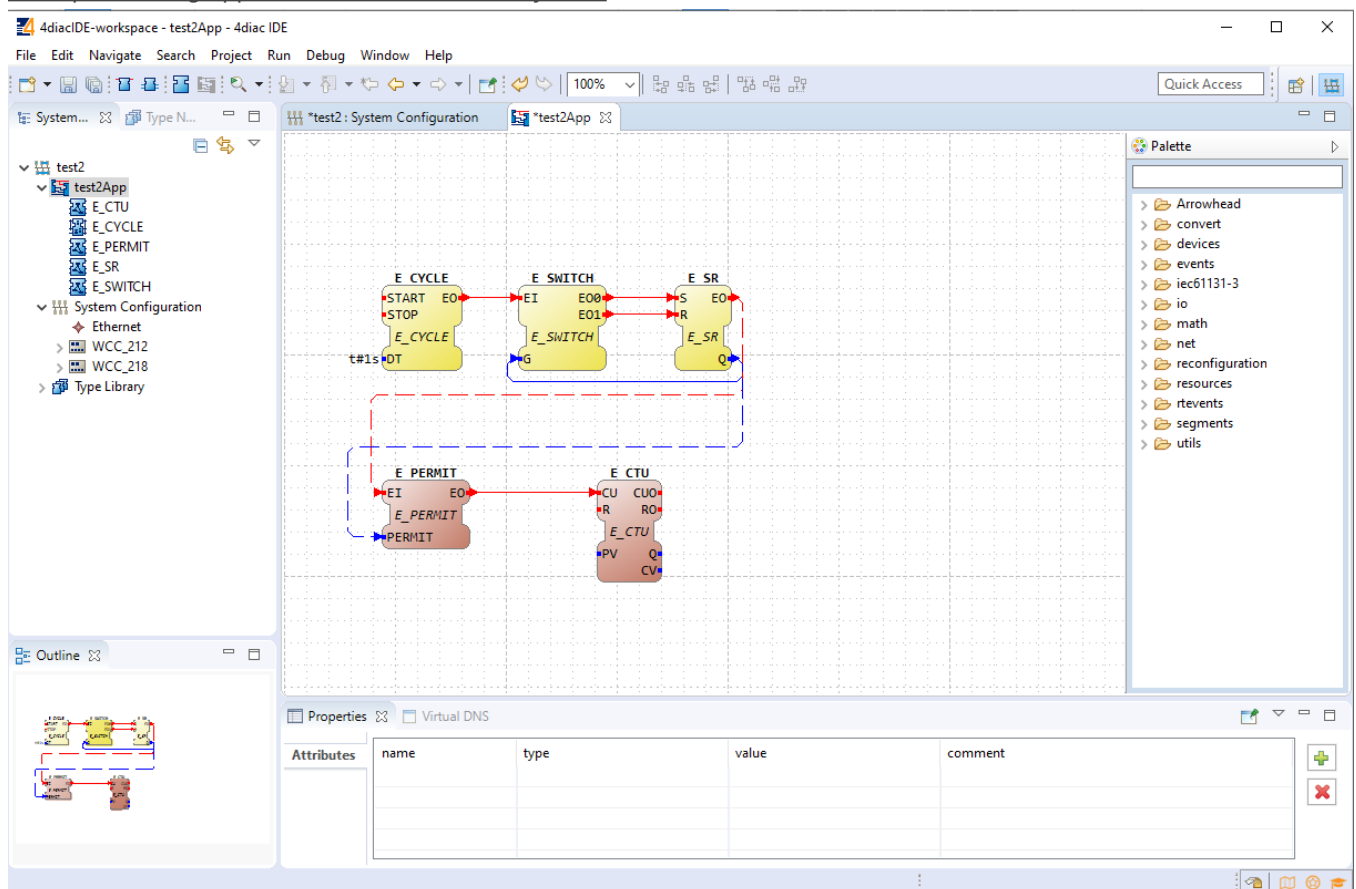 4diacIDE-workspace - test2App - 4diac IDE
File Edit Navigate Search Project Run Debug Window Help
100%
Quick Access
System...
Type N...
test2
test2App
E_CTU
E_CYCLE
E_PERMIT
E_SR
E_SWITCH
System Configuration
Ethernet
WCC_212
WCC_218
Type Library
*test2 : System Configuration
*test2App
E_CYCLE
START EO
STOP
E_CYCLE
t#1s DT
E_SWITCH
EI EO0
EO1
E_SWITCH
G
E_SR
S EO
R
E_SR
Q
E_PERMIT
EI EO
E_PERMIT
PERMIT
E_CTU
CU CUO
R RO
E_CTU
PV Q
CV
Palette
Arrowhead
convert
devices
events
iec61131-3
io
math
net
reconfiguration
resources
rtevents
segments
utils
Outline
Properties
Virtual DNS
Attributes
name type value comment